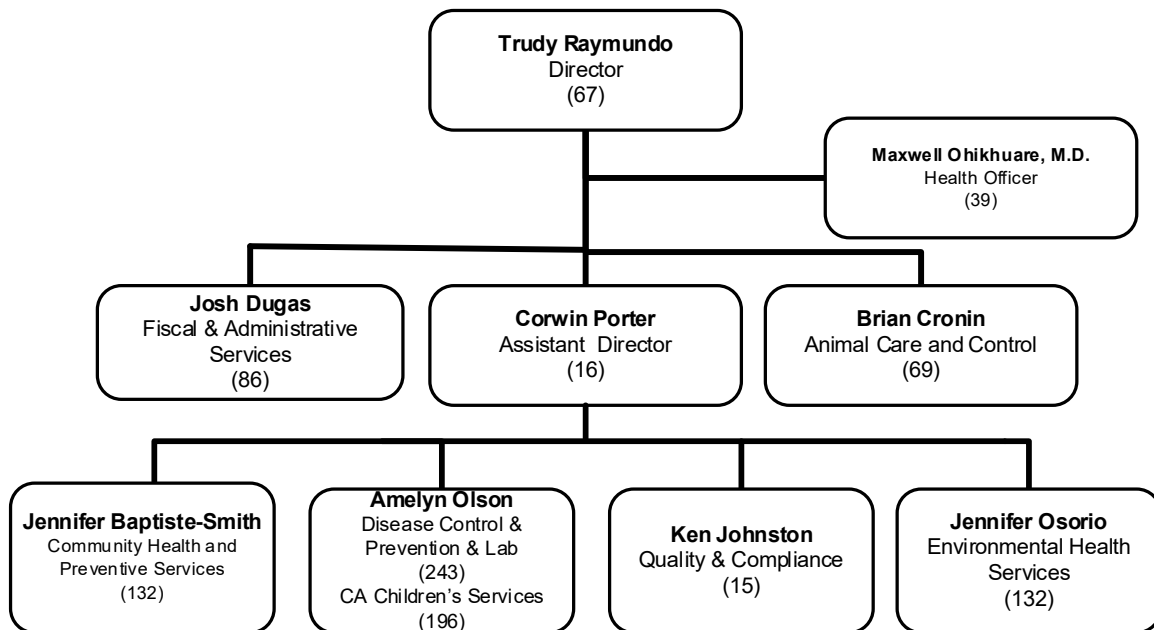 Trudy Raymundo
Director
(67)
Maxwell Ohikhuare, M.D.
Health Officer
(39)
Josh Dugas
Fiscal & Administrative
Services
(86)
Corwin Porter
Assistant Director
(16)
Brian Cronin
Animal Care and Control
(69)
Jennifer Baptiste-Smith
Community Health and
Preventive Services
(132)
Amelyn Olson
Disease Control &
Prevention & Lab
(243)
CA Children's Services
(196)
Ken Johnston
Quality & Compliance
(15)
Jennifer Osorio
Environmental Health
Services
(132)